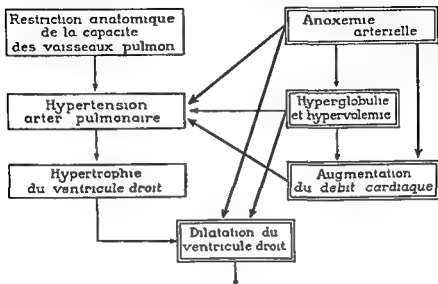 Restriction anatomique
de la capacite
des vaisseaux pulmon
Anoxemie
arterielle
Hypertension
arter pulmonaire
Hyperglobulie
et hypervolemie
Hypertrophie
du ventricule droit
Augmentation
du debit cardiaque
Dilatation du
ventricule droit